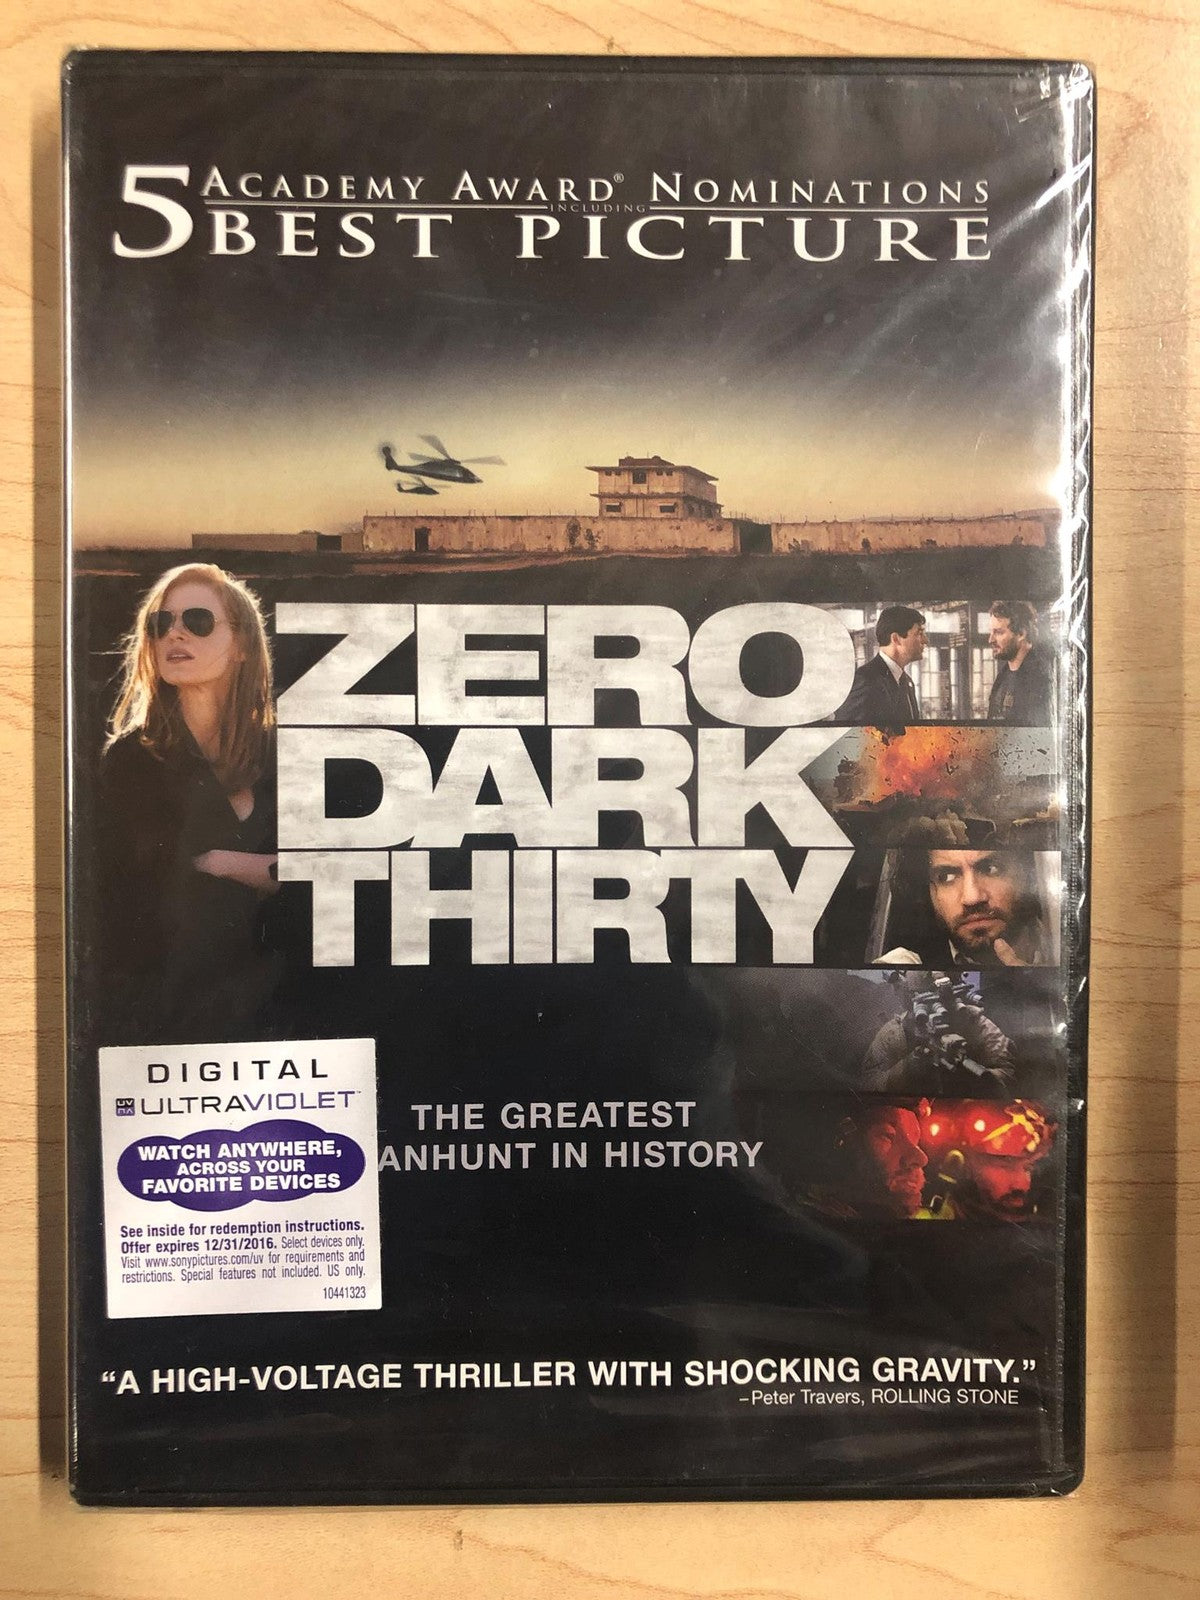 5 ACADEMY AWARD® NOMINATIONS
INCLUDING
BEST PICTURE
ZERO
DARK
THIRTY
DIGITAL
UV ULTRAVIOLET™
WATCH ANYWHERE,
ACROSS YOUR
FAVORITE DEVICES
See inside for redemption instructions.
Offer expires 12/31/2016. Select devices only.
Visit www.sonypictures.com/uv for requirements and
restrictions. Special features not included. US only.
10441323
THE GREATEST
ANHUNT IN HISTORY
“A HIGH-VOLTAGE THRILLER WITH SHOCKING GRAVITY.”
–Peter Travers, ROLLING STONE